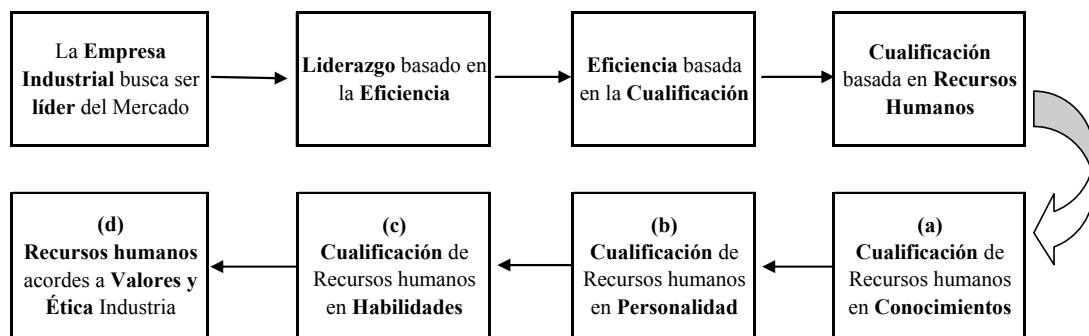 La Empresa
Industrial busca ser
líder del Mercado
Liderazgo basado en
la Eficiencia
Eficiencia basada
en la Cualificación
Cualificación
basada en Recursos
Humanos
(a)
Cualificación de
Recursos humanos
en Conocimientos
(b)
Cualificación de
Recursos humanos
en Personalidad
(c)
Cualificación de
Recursos humanos
en Habilidades
(d)
Recursos humanos
acordes a Valores y
Ética Industria